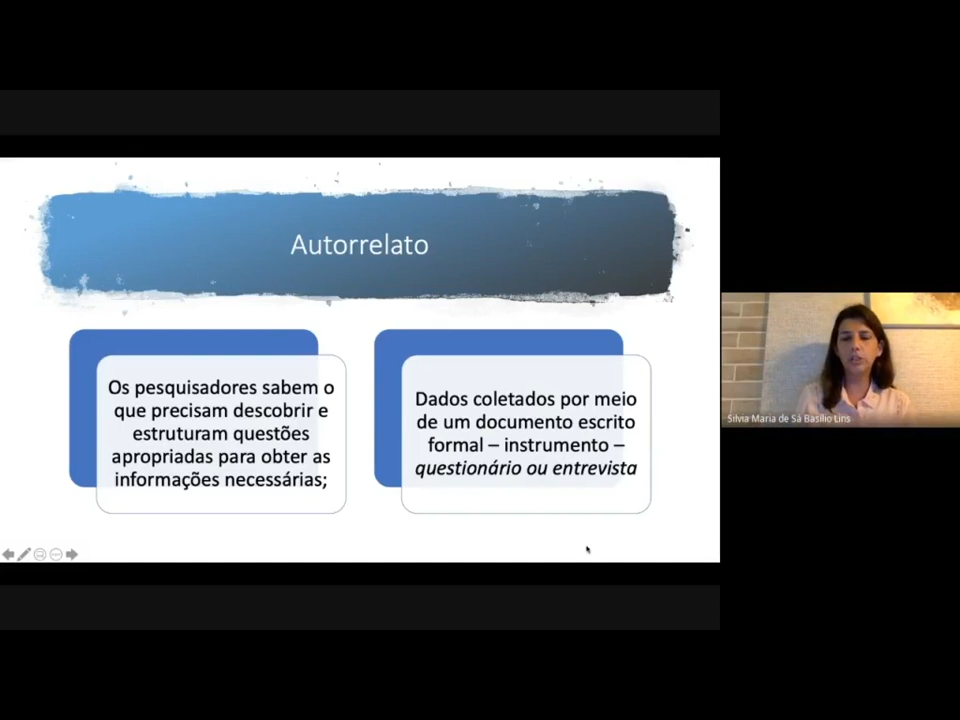 Autorrelato
Os pesquisadores sabem o
que precisam descobrir e
estruturam questões
apropriadas para obter as
informações necessárias;
Dados coletados por meio
de um documento escrito
formal – instrumento –
questionário ou entrevista
Silvia Maria de Sá Basilio Lins